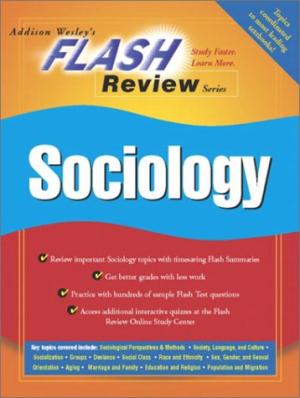 Addison Wesley's
FLASH
Review
Series
Study Faster.
Learn More.
Topics
coordinated
to most leading
textbooks!
Sociology
Review important Sociology topics with timesaving Flash Summaries
Get better grades with less work
Practice with hundreds of sample Flash Test questions
Access additional interactive quizzes at the Flash
Review Online Study Center
Key topics covered include: Sociological Perspectives & Methods • Society, Language, and Culture •
Socialization • Groups • Deviance • Social Class • Race and Ethnicity • Sex, Gender, and Sexual
Orientation • Aging • Marriage and Family • Education and Religion • Population and Migration